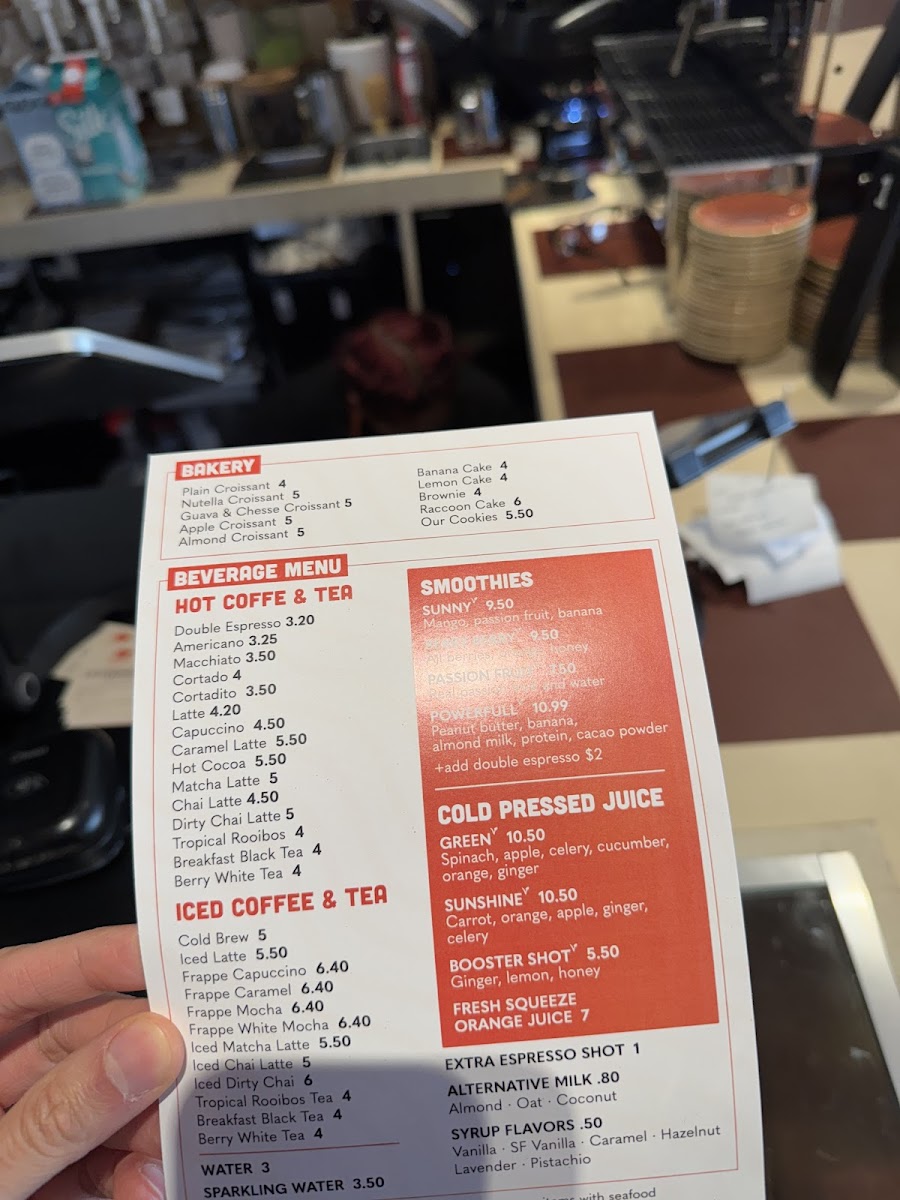 Silk
BAKERY
Plain Croissant 4
Nutella Croissant 5
Guava & Chesse Croissant 5
Apple Croissant 5
Almond Croissant 5
Banana Cake 4
Lemon Cake 4
Brownie 4
Raccoon Cake 6
Our Cookies 5.50
BEVERAGE MENU
HOT COFFE & TEA
Double Espresso 3.20
Americano 3.25
Macchiato 3.50
Cortado 4
Cortadito 3.50
Latte 4.20
Capuccino 4.50
Caramel Latte 5.50
Hot Cocoa 5.50
Matcha Latte 5
Chai Latte 4.50
Dirty Chai Latte 5
Tropical Rooibos 4
Breakfast Black Tea 4
Berry White Tea 4
ICED COFFEE & TEA
Cold Brew 5
Iced Latte 5.50
Frappe Capuccino 6.40
Frappe Caramel 6.40
Frappe Mocha 6.40
Frappe White Mocha 6.40
Iced Matcha Latte 5.50
Iced Chai Latte 5
Iced Dirty Chai 6
Tropical Rooibos Tea 4
Breakfast Black Tea 4
Berry White Tea 4
WATER 3
SPARKLING WATER 3.50
SMOOTHIES
SUNNY 9.50
Mango, passion fruit, banana
9.50
honey
PASSION
and water
POWERFULL 10.99
Peanut butter, banana,
almond milk, protein, cacao powder
+add double espresso $2
COLD PRESSED JUICE
GREEN 10.50
Spinach, apple, celery, cucumber,
orange, ginger
SUNSHINE 10.50
Carrot, orange, apple, ginger,
celery
BOOSTER SHOT 5.50
Ginger, lemon, honey
FRESH SQUEEZE
ORANGE JUICE 7
EXTRA ESPRESSO SHOT 1
ALTERNATIVE MILK .80
Almond · Oat · Coconut
SYRUP FLAVORS .50
Vanilla · SF Vanilla · Caramel · Hazelnut
Lavender · Pistachio
items with seafood